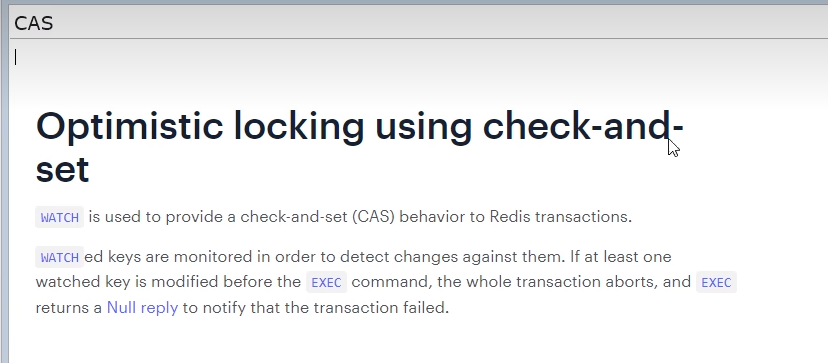 CAS
Optimistic locking using check-and-
set
WATCH is used to provide a check-and-set (CAS) behavior to Redis transactions.
WATCH ed keys are monitored in order to detect changes against them. If at least one
watched key is modified before the EXEC command, the whole transaction aborts, and EXEC
returns a Null reply to notify that the transaction failed.